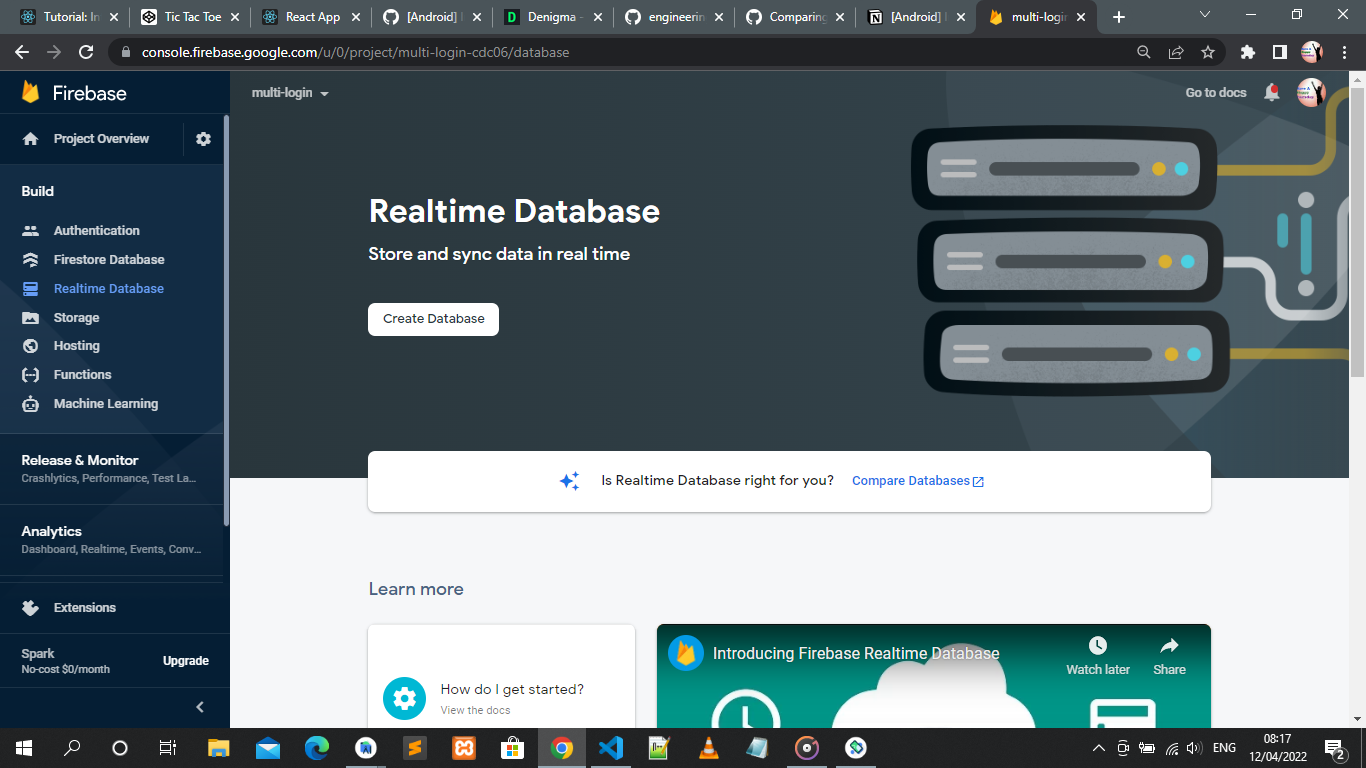 Tutorial: In
Tic Tac Toe
React App
[Android]
Denigma -
engineerin
Comparing
[Android]
multi-login
console.firebase.google.com/u/0/project/multi-login-cdc06/database
Firebase
multi-login
Go to docs
Project Overview
Build
Authentication
Firestore Database
Realtime Database
Storage
Hosting
Functions
Machine Learning
Release & Monitor
Crashlytics, Performance, Test La...
Analytics
Dashboard, Realtime, Events, Conv...
Extensions
Spark
No-cost $0/month
Upgrade
Realtime Database
Store and sync data in real time
Create Database
Is Realtime Database right for you?
Compare Databases
Learn more
How do I get started?
View the docs
Introducing Firebase Realtime Database
Watch later
Share
ENG
08:17
12/04/2022
2